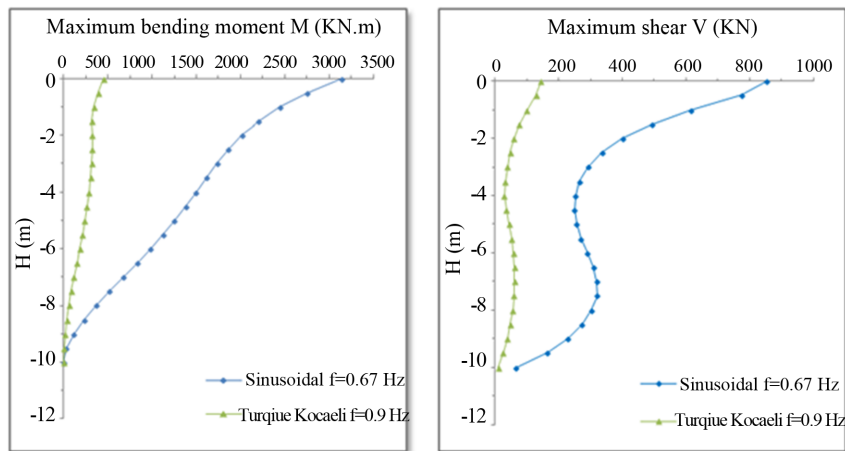 Maximum bending moment M (KN.m)
0 500 1000 1500 2000 2500 3000 3500
0
-2
-4
-6
-8
-10
-12
H (m)
Sinusoidal f=0.67 Hz
Turqiue Kocaeli f=0.9 Hz
Maximum shear V (KN)
0 200 400 600 800 1000
0
-2
-4
-6
-8
-10
-12
H (m)
Sinusoidal f=0.67 Hz
Turqiue Kocaeli f=0.9 Hz